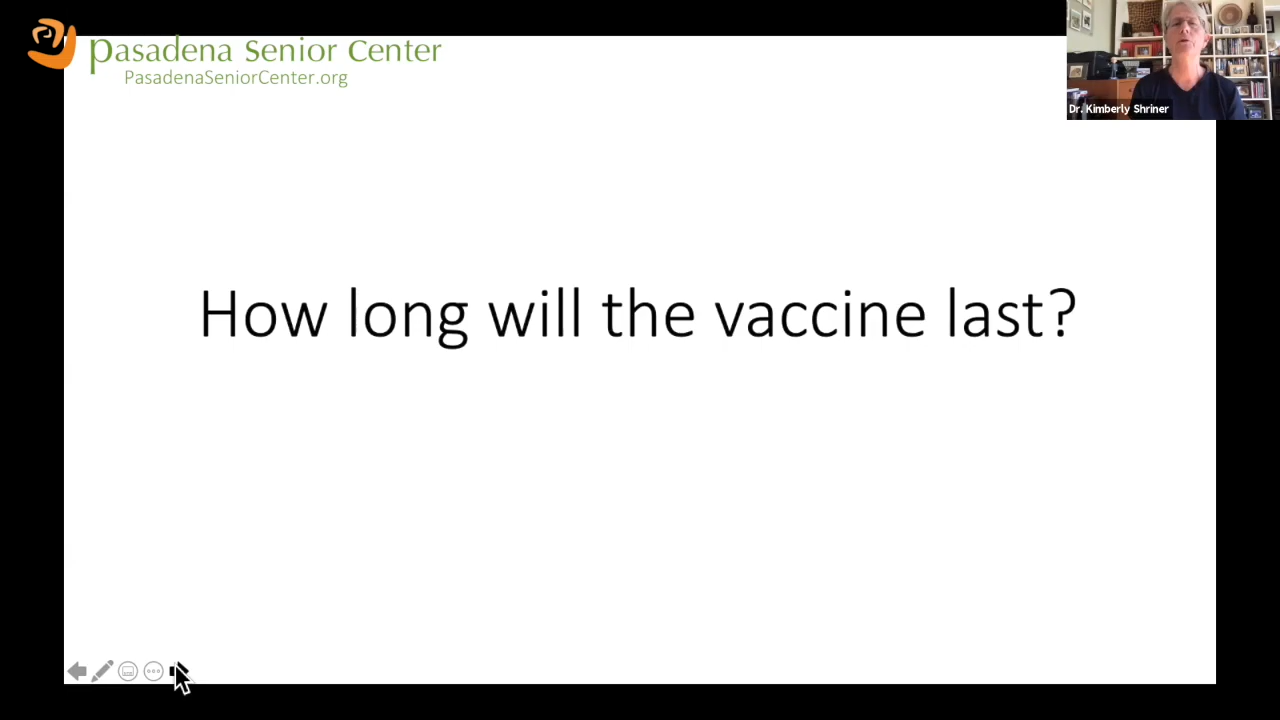 Pasadena Senior Center
PasadenaSeniorCenter.org
Dr. Kimberly Shriner
How long will the vaccine last?